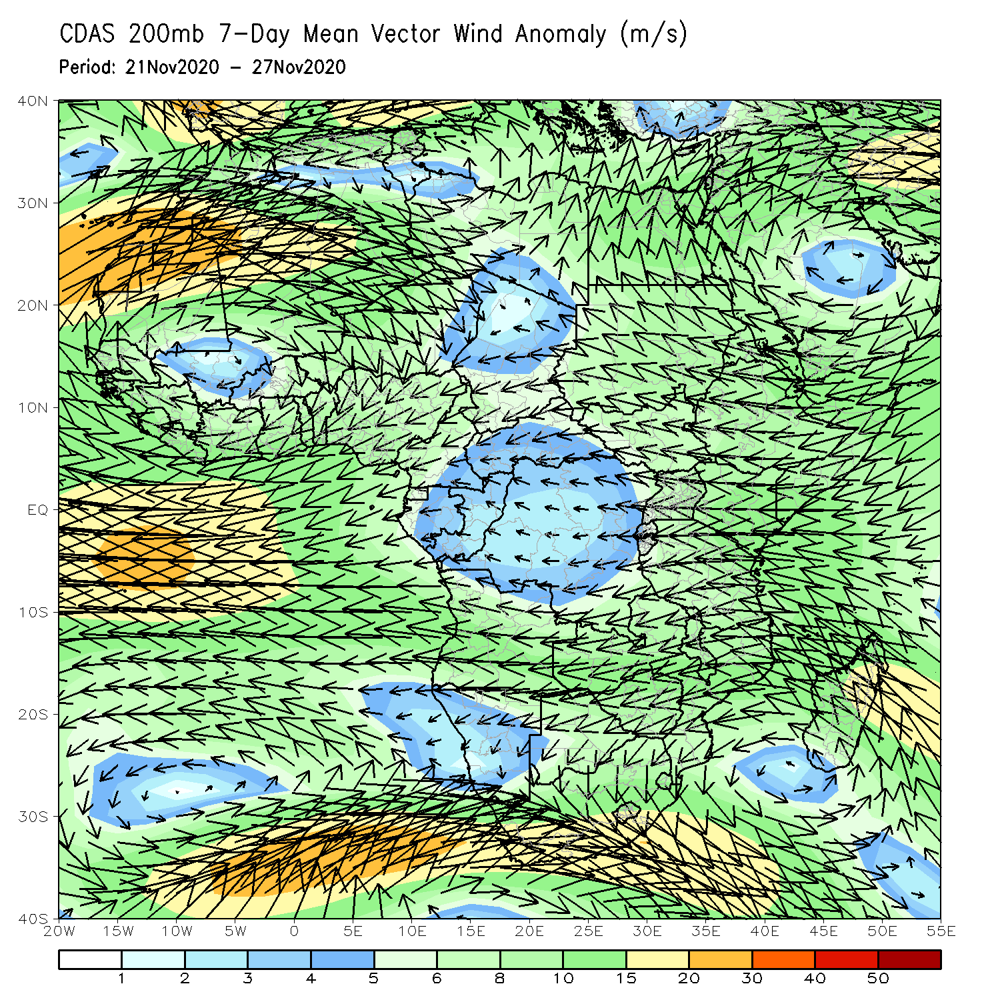 CDAS 200mb 7-Day Mean Vector Wind Anomaly (m/s)
Period: 21Nov2020 - 27Nov2020
40N
30N
20N
10N
EQ
10S
20S
30S
40S
20W 15W 10W 5W 0 5E 10E 15E 20E 25E 30E 35E 40E 45E 50E 55E
1 2 3 4 5 6 8 10 15 20 30 40 50